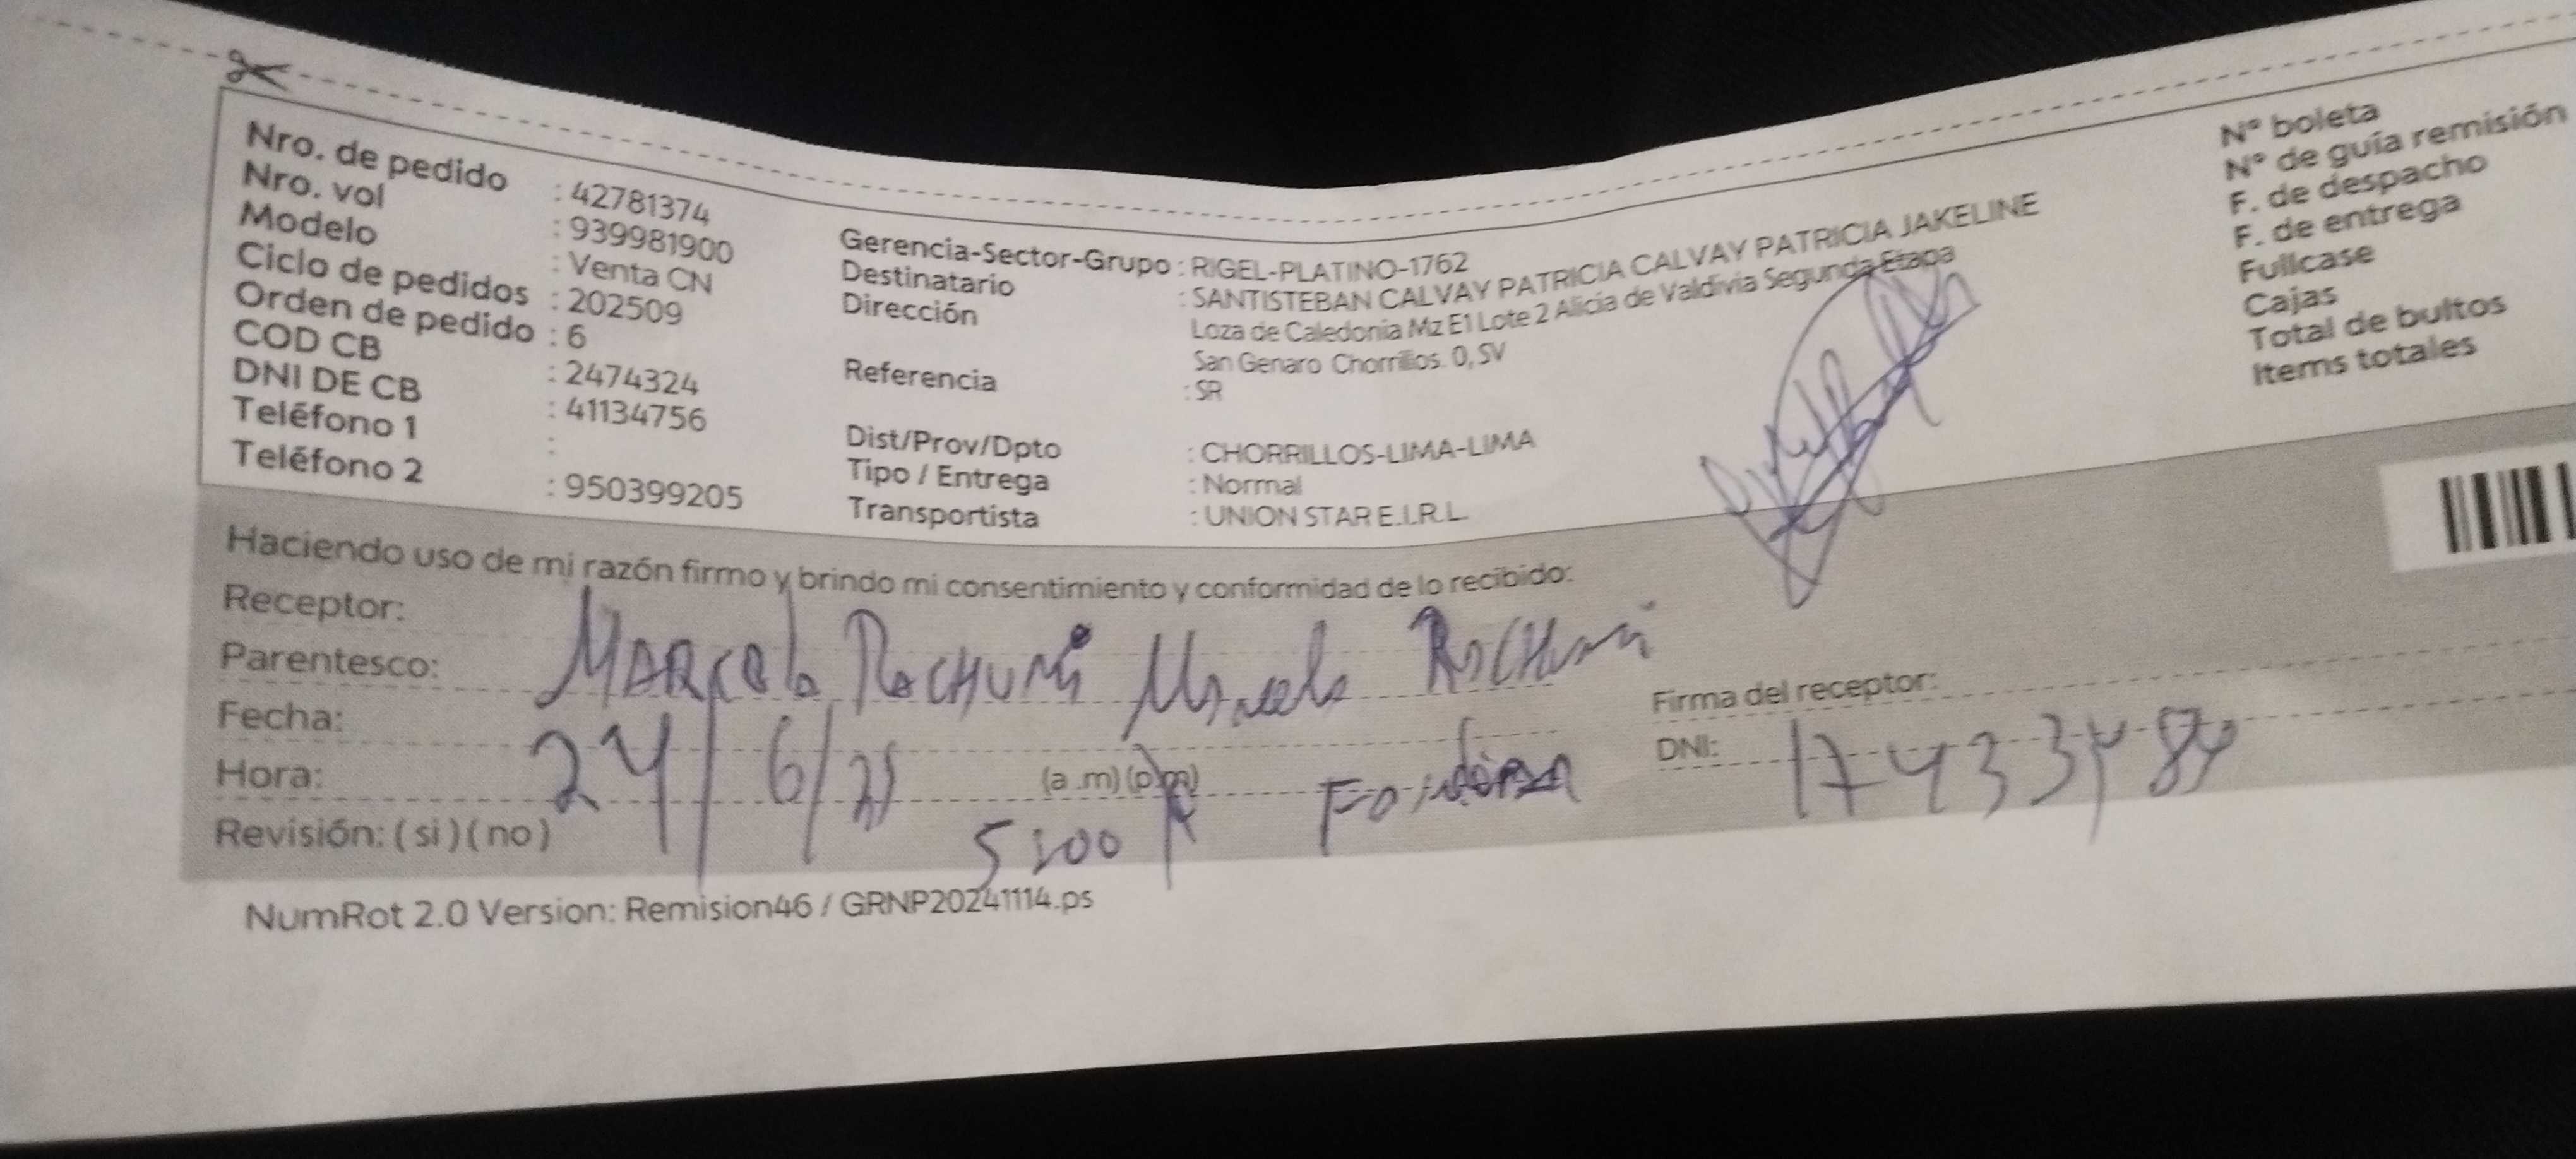 Nro. de pedido : 42781374
Nro. vol : 939981900
Modelo : Venta CN
Ciclo de pedidos : 202509
Orden de pedido : 6
COD CB : 2474324
DNI DE CB : 41134756
Teléfono 1 :
Teléfono 2 : 950399205
Gerencia-Sector-Grupo : RIGEL-PLATINO-1762
Destinatario : SANTISTEBAN CALVAY PATRICIA CALVAY PATRICIA JAKELINE
Dirección Loza de Caledonia Mz E1 Lote 2 Alicia de Valdivia Segunda Etapa
San Genaro Chorrillos. 0, SV
Referencia : SR
Dist/Prov/Dpto : CHORRILLOS-LIMA-LIMA
Tipo / Entrega : Normal
Transportista : UNION STAR E.I.R.L.
N° boleta
N° de guía remisión
F. de despacho
F. de entrega
Fullcase
Cajas
Total de bultos
Items totales
Haciendo uso de mi razón firmo y brindo mi consentimiento y conformidad de lo recibido:
Receptor:
Parentesco:
Fecha: 24/6/25
Hora: (a.m)(p.m)
Revisión: (si)(no)
Firma del receptor:
DNI:
NumRot 2.0 Version: Remision46 / GRNP20241114.ps